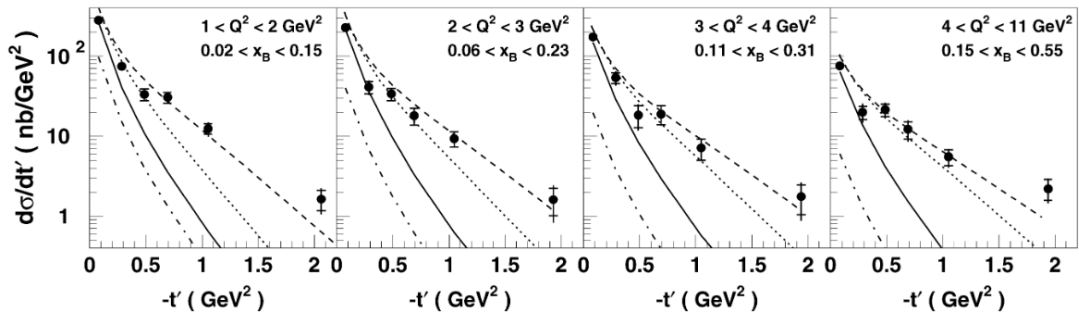 dσ/dt′ ( nb/GeV²)
10²
10
1
1 < Q² < 2 GeV²
0.02 < x_B < 0.15
2 < Q² < 3 GeV²
0.06 < x_B < 0.23
3 < Q² < 4 GeV²
0.11 < x_B < 0.31
4 < Q² < 11 GeV²
0.15 < x_B < 0.55
0 0.5 1 1.5 2 0 0.5 1 1.5 2 0 0.5 1 1.5 2 0 0.5 1 1.5 2
-t′ ( GeV² ) -t′ ( GeV² ) -t′ ( GeV² ) -t′ ( GeV² )